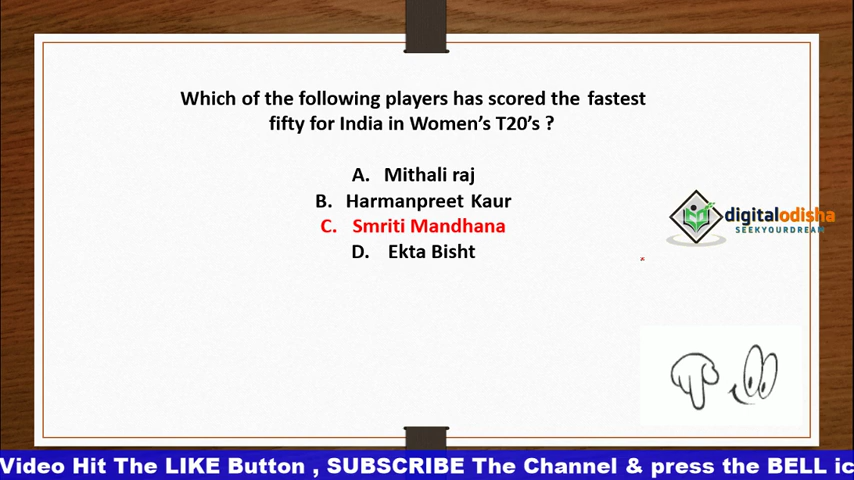 Which of the following players has scored the fastest
fifty for India in Women's T20's ?
A. Mithali raj
B. Harmanpreet Kaur
C. Smriti Mandhana
D. Ekta Bisht
digitalodisha
SEEKYOURDREAM
Video Hit The LIKE Button , SUBSCRIBE The Channel & press the BELL ic